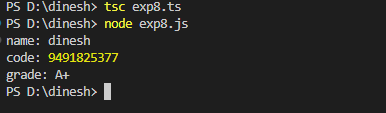 PS D:\dinesh> tsc exp8.ts
PS D:\dinesh> node exp8.js
name: dinesh
code: 9491825377
grade: A+
PS D:\dinesh>